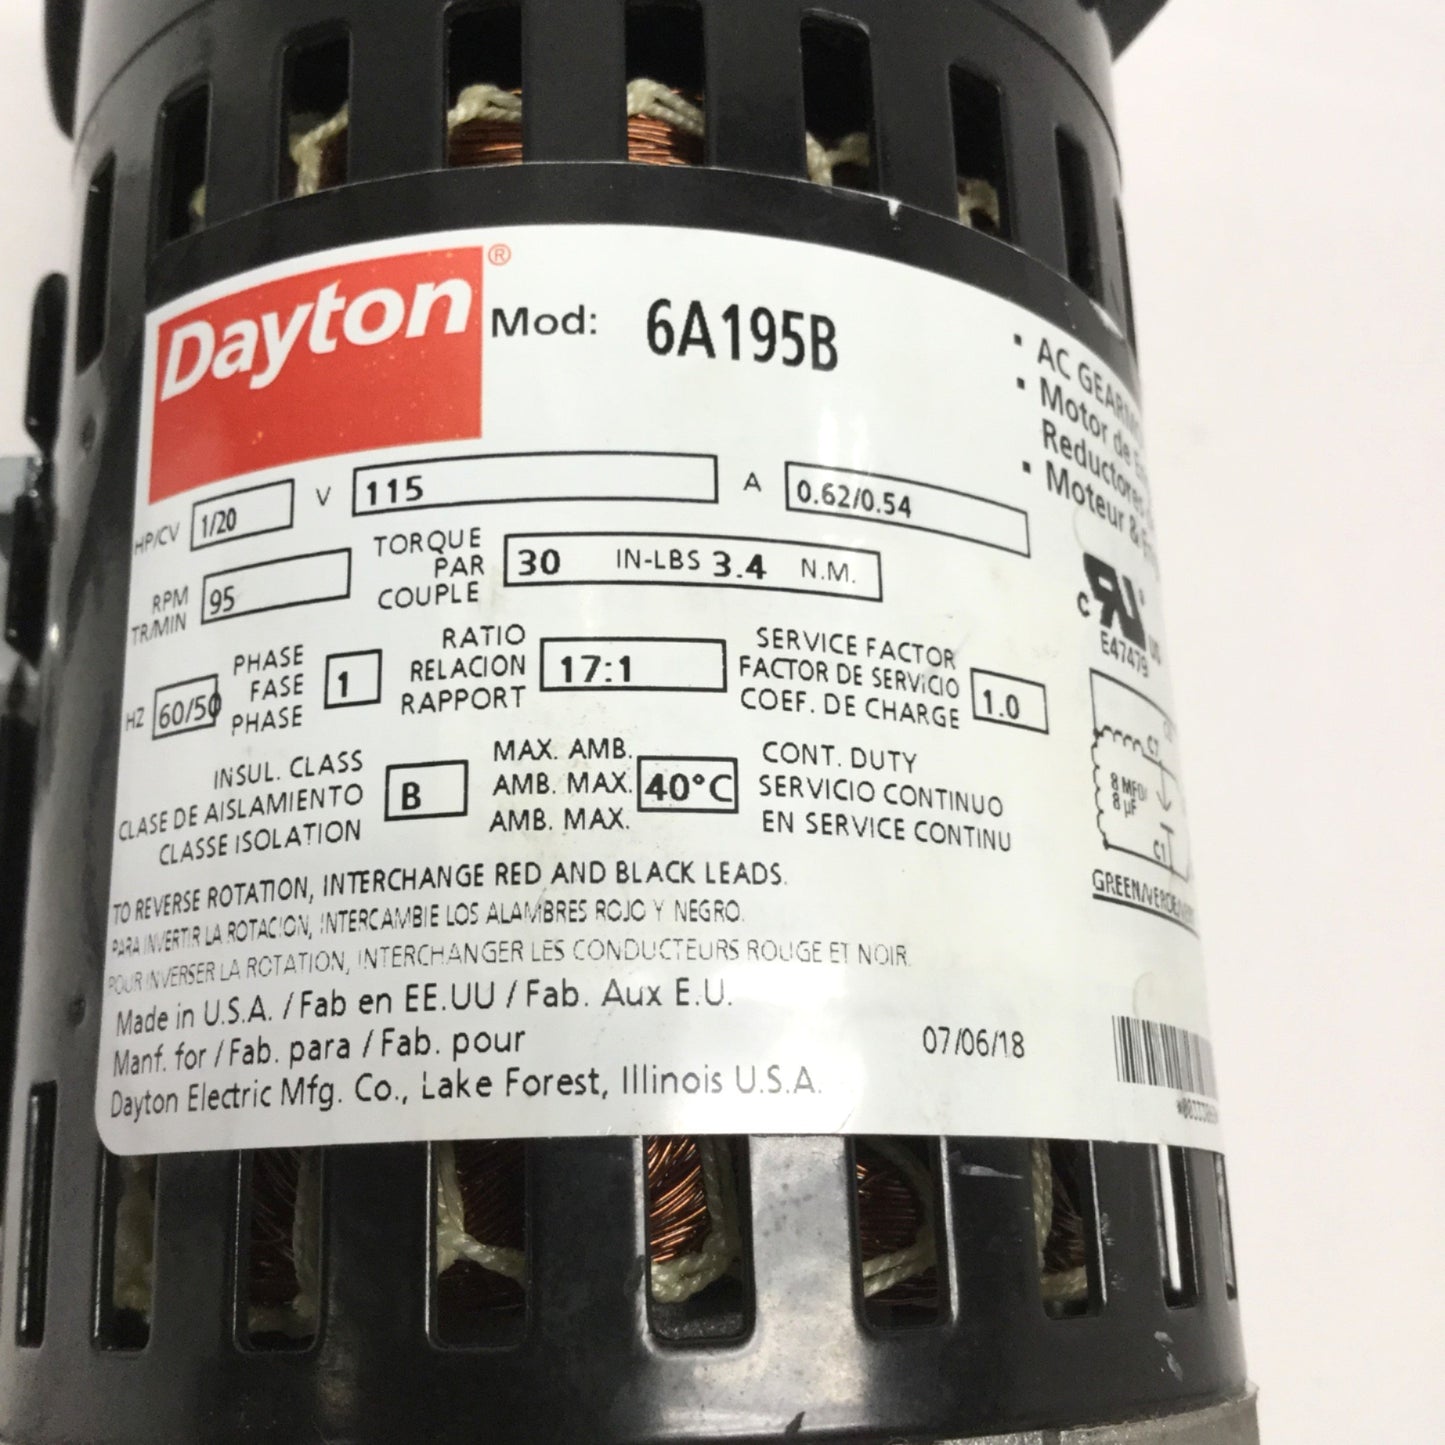 Dayton®
Mod: 6A195B
HP/CV 1/20 V 115 A 0.62/0.54
RPM
TR/MIN 95
TORQUE
PAR
COUPLE
30 IN-LBS 3.4 N.M.
HZ 60/50
PHASE
FASE
PHASE
1
RATIO
RELACION
RAPPORT
17:1
SERVICE FACTOR
FACTOR DE SERVICIO
COEF. DE CHARGE
1.0
INSUL. CLASS
CLASE DE AISLAMIENTO
CLASSE ISOLATION
B
MAX. AMB.
AMB. MAX.
AMB. MAX.
40°C
CONT. DUTY
SERVICIO CONTINUO
EN SERVICE CONTINU
TO REVERSE ROTATION, INTERCHANGE RED AND BLACK LEADS.
PARA INVERTIR LA ROTACION, INTERCAMBIE LOS ALAMBRES ROJO Y NEGRO.
POUR INVERSER LA ROTATION, INTERCHANGER LES CONDUCTEURS ROUGE ET NOIR.
Made in U.S.A. / Fab en EE.UU / Fab. Aux E.U.
Manf. for / Fab. para / Fab. pour
Dayton Electric Mfg. Co., Lake Forest, Illinois U.S.A.
07/06/18
▪ AC
▪ Motor de
Reductores
▪ Moteur &
C RU US
E47479
C2
8 MFD/
8 µF
C1
GREEN/VERDE/